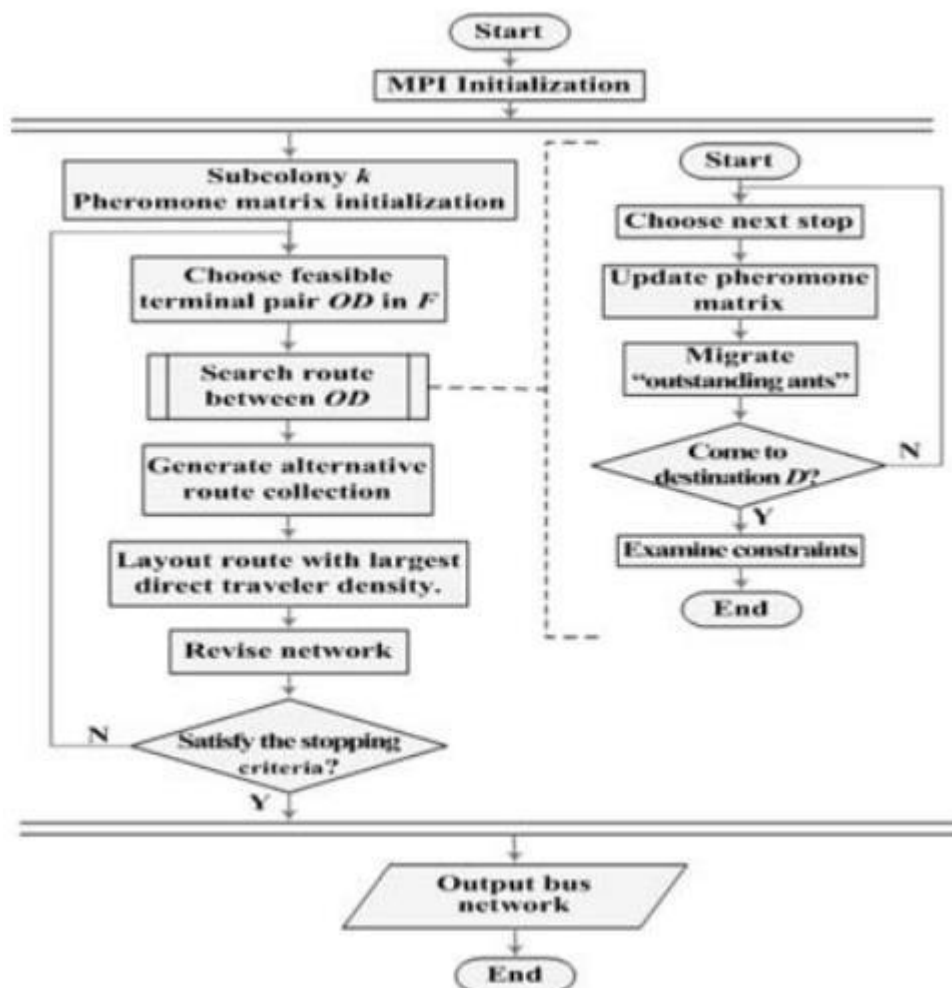 Start
MPI Initialization
Subcolony k
Pheromone matrix initialization
Choose feasible
terminal pair OD in F
Search route
between OD
Generate alternative
route collection
Layout route with largest
direct traveler density.
Revise network
N
Satisfy the stopping
criteria?
Y
Start
Choose next stop
Update pheromone
matrix
Migrate
“outstanding ants”
Come to
destination D?
N
Y
Examine constraints
End
Output bus
network
End